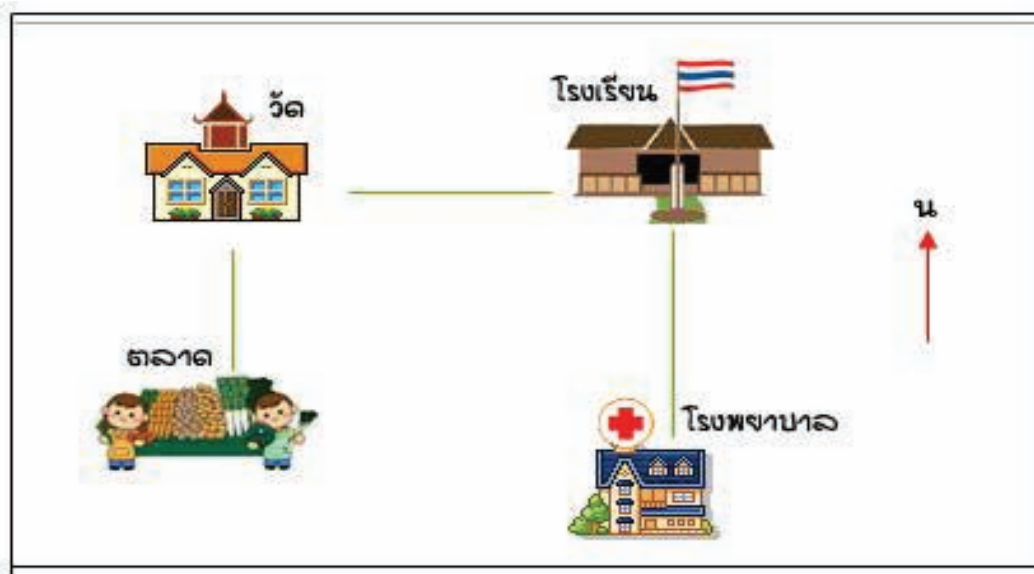 วัด
โรงเรียน
น
ตลาด
โรงพยาบาล